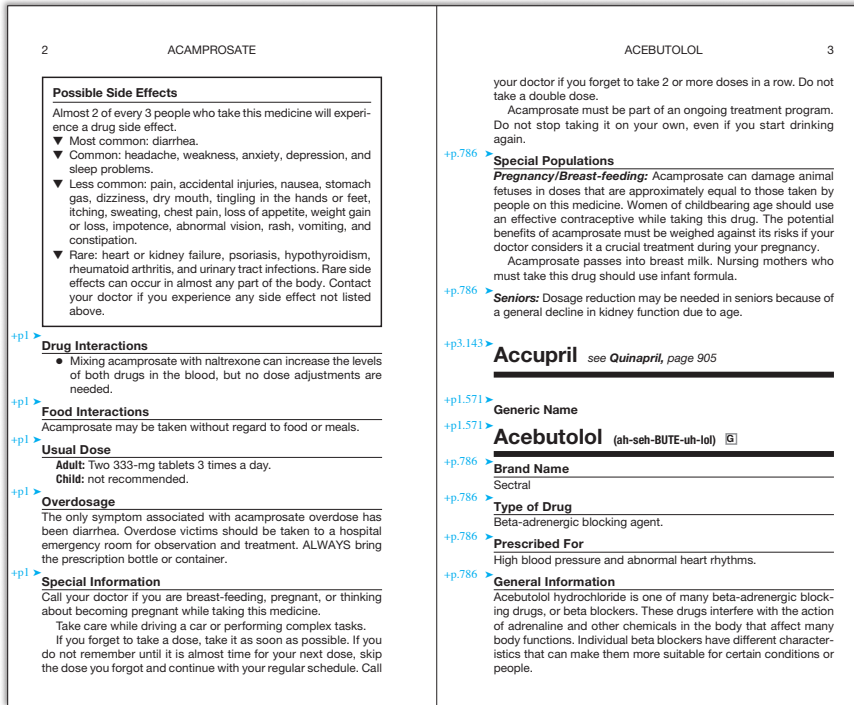 2 ACAMPROSATE
Possible Side Effects
Almost 2 of every 3 people who take this medicine will experi-
ence a drug side effect.
▼ Most common: diarrhea.
▼ Common: headache, weakness, anxiety, depression, and
sleep problems.
▼ Less common: pain, accidental injuries, nausea, stomach
gas, dizziness, dry mouth, tingling in the hands or feet,
itching, sweating, chest pain, loss of appetite, weight gain
or loss, impotence, abnormal vision, rash, vomiting, and
constipation.
▼ Rare: heart or kidney failure, psoriasis, hypothyroidism,
rheumatoid arthritis, and urinary tract infections. Rare side
effects can occur in almost any part of the body. Contact
your doctor if you experience any side effect not listed
above.
+p1 ➤
Drug Interactions
● Mixing acamprosate with naltrexone can increase the levels
of both drugs in the blood, but no dose adjustments are
needed.
+p1 ➤
Food Interactions
Acamprosate may be taken without regard to food or meals.
+p1 ➤
Usual Dose
Adult: Two 333-mg tablets 3 times a day.
Child: not recommended.
+p1 ➤
Overdosage
The only symptom associated with acamprosate overdose has
been diarrhea. Overdose victims should be taken to a hospital
emergency room for observation and treatment. ALWAYS bring
the prescription bottle or container.
+p1 ➤
Special Information
Call your doctor if you are breast-feeding, pregnant, or thinking
about becoming pregnant while taking this medicine.
Take care while driving a car or performing complex tasks.
If you forget to take a dose, take it as soon as possible. If you
do not remember until it is almost time for your next dose, skip
the dose you forgot and continue with your regular schedule. Call
ACEBUTOLOL 3
your doctor if you forget to take 2 or more doses in a row. Do not
take a double dose.
Acamprosate must be part of an ongoing treatment program.
Do not stop taking it on your own, even if you start drinking
again.
+p.786 ➤
Special Populations
Pregnancy/Breast-feeding: Acamprosate can damage animal
fetuses in doses that are approximately equal to those taken by
people on this medicine. Women of childbearing age should use
an effective contraceptive while taking this drug. The potential
benefits of acamprosate must be weighed against its risks if your
doctor considers it a crucial treatment during your pregnancy.
Acamprosate passes into breast milk. Nursing mothers who
must take this drug should use infant formula.
+p.786 ➤
Seniors: Dosage reduction may be needed in seniors because of
a general decline in kidney function due to age.
+p3.143 ➤
Accupril see Quinapril, page 905
+p1.571 ➤
Generic Name
+p1.571 ➤
Acebutolol (ah-seh-BUTE-uh-lol) G
+p.786 ➤
Brand Name
Sectral
+p.786 ➤
Type of Drug
Beta-adrenergic blocking agent.
+p.786 ➤
Prescribed For
High blood pressure and abnormal heart rhythms.
+p.786 ➤
General Information
Acebutolol hydrochloride is one of many beta-adrenergic block-
ing drugs, or beta blockers. These drugs interfere with the action
of adrenaline and other chemicals in the body that affect many
body functions. Individual beta blockers have different character-
istics that can make them more suitable for certain conditions or
people.